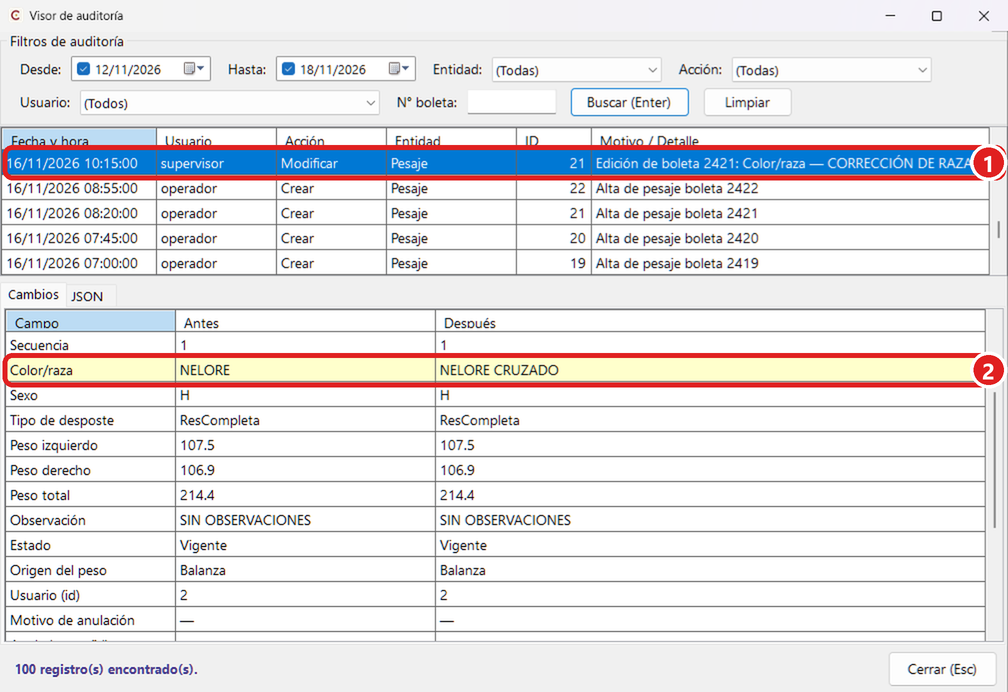 Visor de auditoría
Filtros de auditoría
Desde: 12/11/2026 Hasta: 18/11/2026 Entidad: (Todas) Acción: (Todas)
Usuario: (Todos) N° boleta: Buscar (Enter) Limpiar
Fecha y hora Usuario Acción Entidad ID Motivo / Detalle
16/11/2026 10:15:00 supervisor Modificar Pesaje 21 Edición de boleta 2421: Color/raza — CORRECCIÓN DE RAZA 1
16/11/2026 08:55:00 operador Crear Pesaje 22 Alta de pesaje boleta 2422
16/11/2026 08:20:00 operador Crear Pesaje 21 Alta de pesaje boleta 2421
16/11/2026 07:45:00 operador Crear Pesaje 20 Alta de pesaje boleta 2420
16/11/2026 07:00:00 operador Crear Pesaje 19 Alta de pesaje boleta 2419
Cambios JSON
Campo Antes Después
Secuencia 1 1
Color/raza NELORE NELORE CRUZADO 2
Sexo H H
Tipo de desposte ResCompleta ResCompleta
Peso izquierdo 107.5 107.5
Peso derecho 106.9 106.9
Peso total 214.4 214.4
Observación SIN OBSERVACIONES SIN OBSERVACIONES
Estado Vigente Vigente
Origen del peso Balanza Balanza
Usuario (id) 2 2
Motivo de anulación — —
100 registro(s) encontrado(s). Cerrar (Esc)